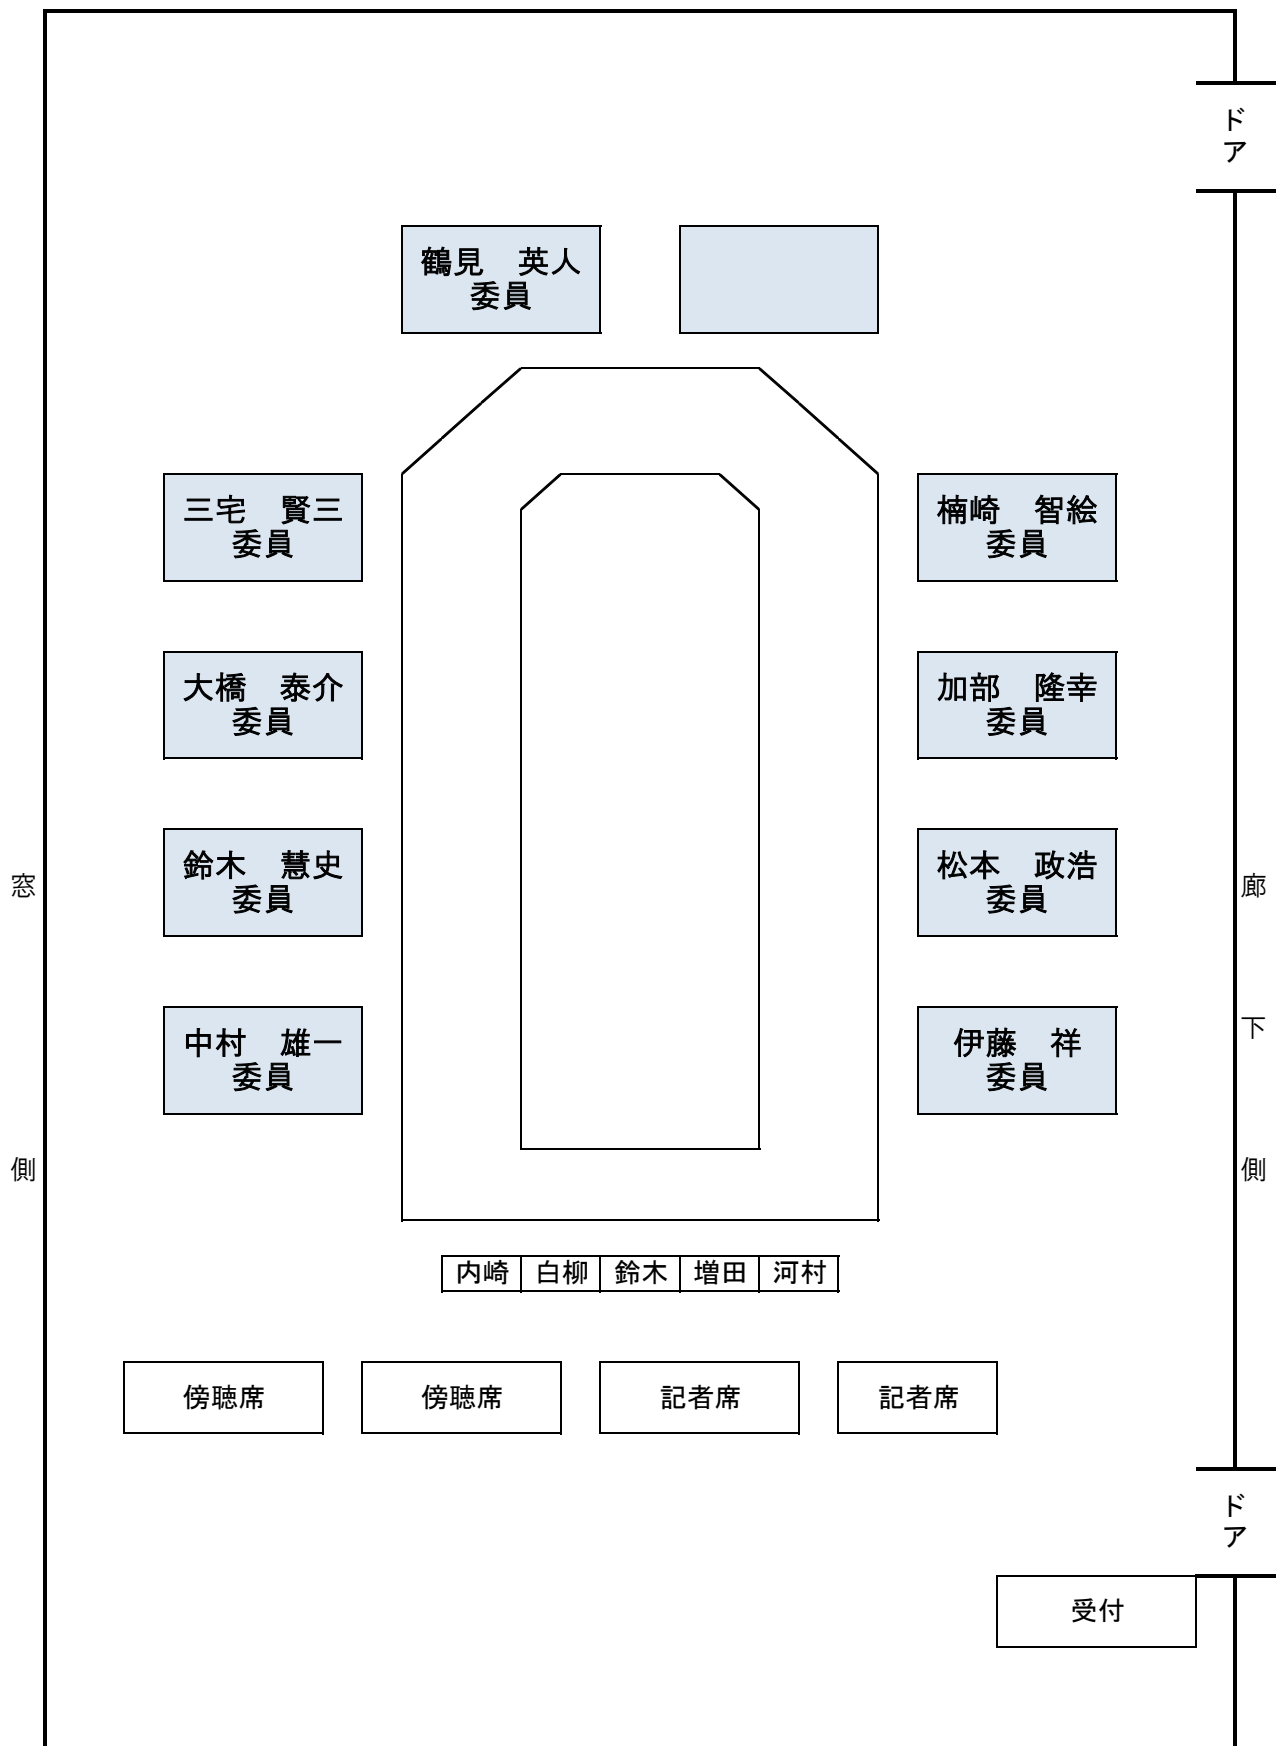 ド
ア
鶴見　英人
委員
三宅　賢三
委員
楠崎　智絵
委員
大橋　泰介
委員
加部　隆幸
委員
鈴木　慧史
委員
松本　政浩
委員
窓
側
廊
下
側
中村　雄一
委員
伊藤　祥
委員
内崎
白柳
鈴木
増田
河村
傍聴席
傍聴席
記者席
記者席
ド
ア
受付